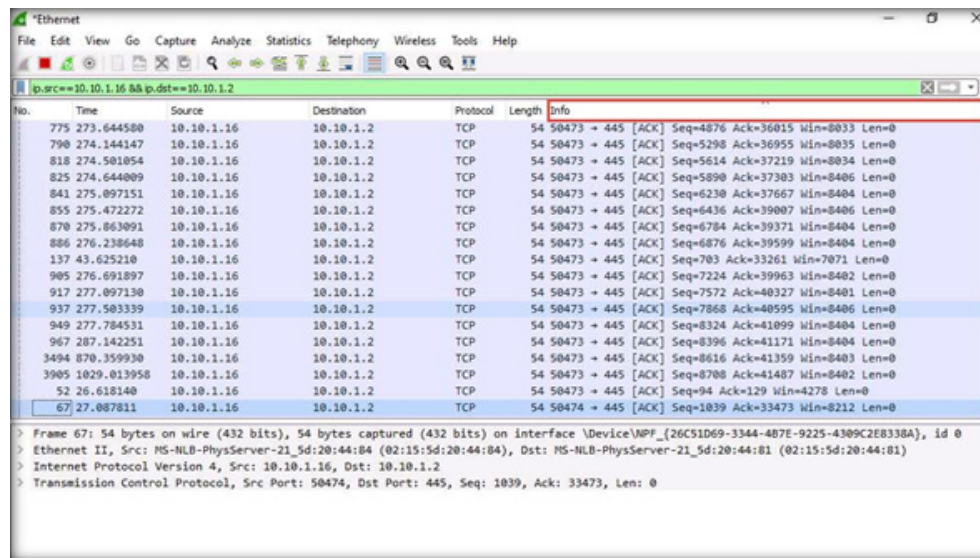 *Ethernet
File Edit View Go Capture Analyze Statistics Telephony Wireless Tools Help
ip.src==10.10.1.16 && ip.dst==10.10.1.2
No. Time Source Destination Protocol Length Info
775 273.644580 10.10.1.16 10.10.1.2 TCP 54 50473 → 445 [ACK] Seq=4876 Ack=36015 Win=8033 Len=0
790 274.144147 10.10.1.16 10.10.1.2 TCP 54 50473 → 445 [ACK] Seq=5298 Ack=36955 Win=8035 Len=0
818 274.501054 10.10.1.16 10.10.1.2 TCP 54 50473 → 445 [ACK] Seq=5614 Ack=37219 Win=8034 Len=0
825 274.644009 10.10.1.16 10.10.1.2 TCP 54 50473 → 445 [ACK] Seq=5890 Ack=37303 Win=8406 Len=0
841 275.097151 10.10.1.16 10.10.1.2 TCP 54 50473 → 445 [ACK] Seq=6230 Ack=37667 Win=8404 Len=0
855 275.472272 10.10.1.16 10.10.1.2 TCP 54 50473 → 445 [ACK] Seq=6436 Ack=39007 Win=8406 Len=0
870 275.863091 10.10.1.16 10.10.1.2 TCP 54 50473 → 445 [ACK] Seq=6784 Ack=39371 Win=8404 Len=0
886 276.238648 10.10.1.16 10.10.1.2 TCP 54 50473 → 445 [ACK] Seq=6876 Ack=39599 Win=8404 Len=0
137 43.625210 10.10.1.16 10.10.1.2 TCP 54 50473 → 445 [ACK] Seq=703 Ack=33261 Win=7071 Len=0
905 276.691897 10.10.1.16 10.10.1.2 TCP 54 50473 → 445 [ACK] Seq=7224 Ack=39963 Win=8402 Len=0
917 277.097130 10.10.1.16 10.10.1.2 TCP 54 50473 → 445 [ACK] Seq=7572 Ack=40327 Win=8401 Len=0
937 277.503339 10.10.1.16 10.10.1.2 TCP 54 50473 → 445 [ACK] Seq=7868 Ack=40595 Win=8406 Len=0
949 277.784531 10.10.1.16 10.10.1.2 TCP 54 50473 → 445 [ACK] Seq=8324 Ack=41099 Win=8404 Len=0
967 287.142251 10.10.1.16 10.10.1.2 TCP 54 50473 → 445 [ACK] Seq=8396 Ack=41171 Win=8404 Len=0
3494 870.359930 10.10.1.16 10.10.1.2 TCP 54 50473 → 445 [ACK] Seq=8616 Ack=41359 Win=8403 Len=0
3905 1029.013958 10.10.1.16 10.10.1.2 TCP 54 50473 → 445 [ACK] Seq=8708 Ack=41487 Win=8402 Len=0
52 26.618140 10.10.1.16 10.10.1.2 TCP 54 50473 → 445 [ACK] Seq=94 Ack=129 Win=4278 Len=0
67 27.087811 10.10.1.16 10.10.1.2 TCP 54 50474 → 445 [ACK] Seq=1039 Ack=33473 Win=8212 Len=0
> Frame 67: 54 bytes on wire (432 bits), 54 bytes captured (432 bits) on interface \Device\NPF_{26C51D69-3344-4B7E-9225-4309C2E8338A}, id 0
> Ethernet II, Src: MS-NLB-PhysServer-21_5d:20:44:84 (02:15:5d:20:44:84), Dst: MS-NLB-PhysServer-21_5d:20:44:81 (02:15:5d:20:44:81)
> Internet Protocol Version 4, Src: 10.10.1.16, Dst: 10.10.1.2
> Transmission Control Protocol, Src Port: 50474, Dst Port: 445, Seq: 1039, Ack: 33473, Len: 0